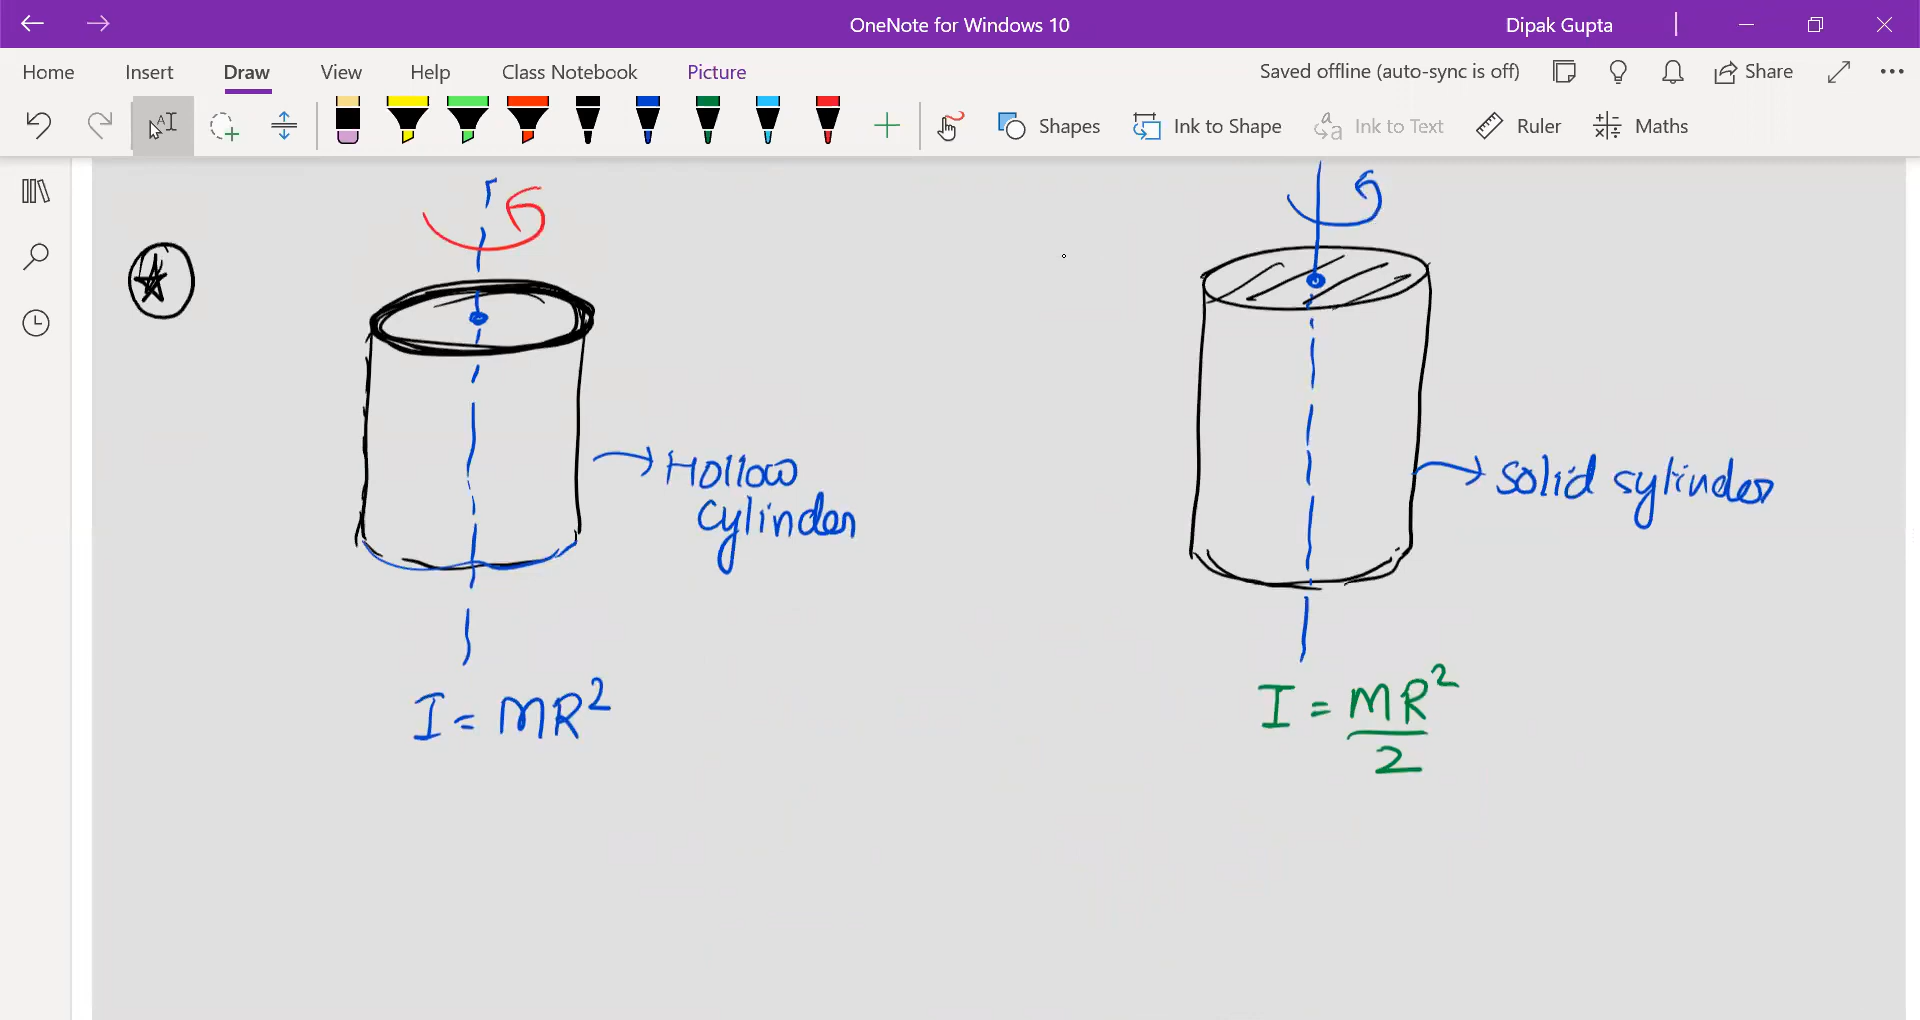 OneNote for Windows 10
Dipak Gupta
Home Insert Draw View Help Class Notebook Picture
Saved offline (auto-sync is off)
Share
Shapes
Ink to Shape
Ink to Text
Ruler
Maths
Hollow
cylinder
solid sylinder
I = MR²
I = MR²/2